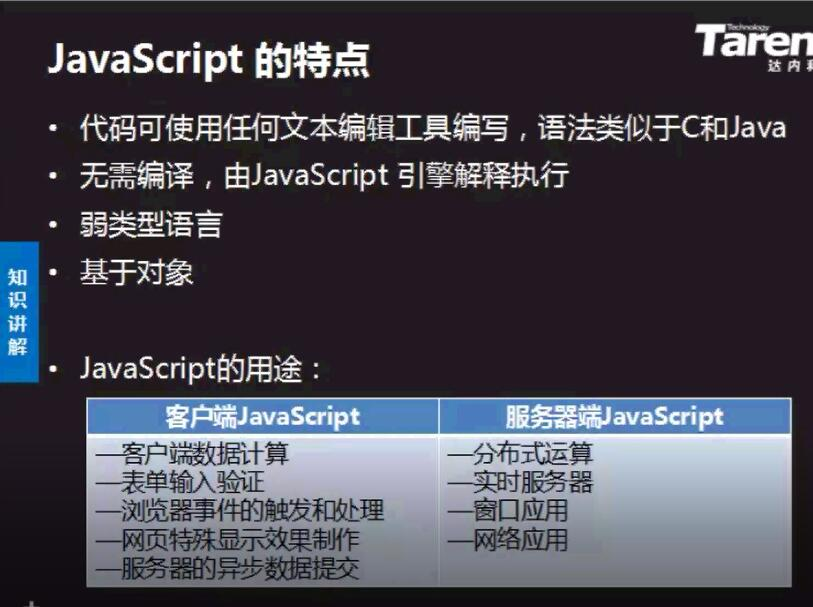 JavaScript 的特点
Technology
Taren
达内科
• 代码可使用任何文本编辑工具编写，语法类似于C和Java
• 无需编译，由JavaScript 引擎解释执行
• 弱类型语言
• 基于对象
知识讲解
• JavaScript的用途：
客户端JavaScript
—客户端数据计算
—表单输入验证
—浏览器事件的触发和处理
—网页特殊显示效果制作
—服务器的异步数据提交
服务器端JavaScript
—分布式运算
—实时服务器
—窗口应用
—网络应用